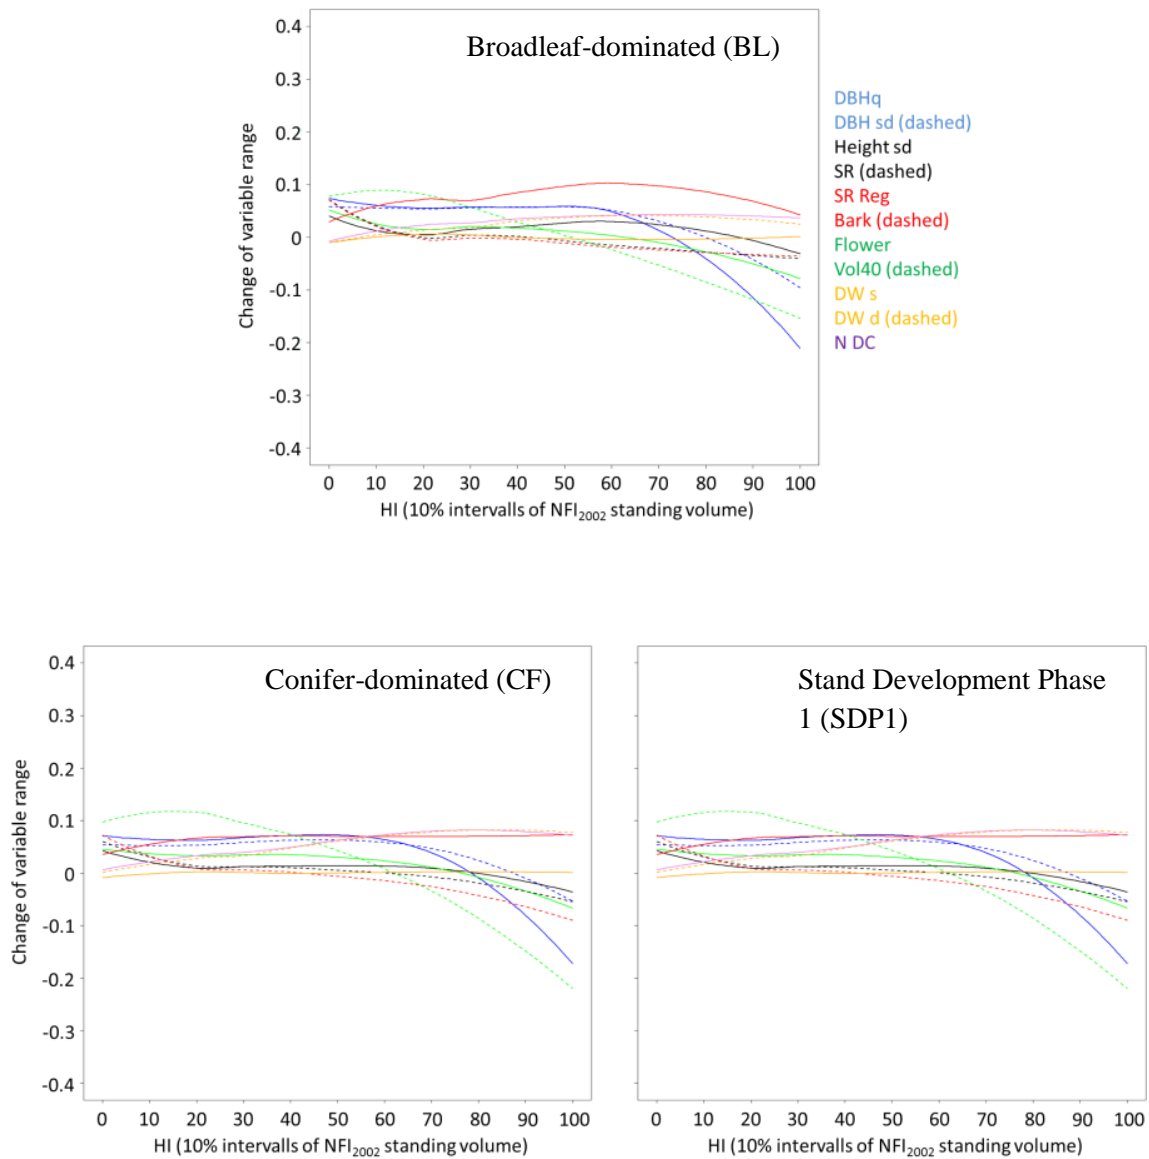 Broadleaf-dominated (BL)
Change of variable range
0.4
0.3
0.2
0.1
0
-0.1
-0.2
-0.3
-0.4
0 10 20 30 40 50 60 70 80 90 100
HI (10% intervalls of NFI2002 standing volume)
DBHq
DBH sd (dashed)
Height sd
SR (dashed)
SR Reg
Bark (dashed)
Flower
Vol40 (dashed)
DW s
DW d (dashed)
N DC
Conifer-dominated (CF)
Change of variable range
0.4
0.3
0.2
0.1
0
-0.1
-0.2
-0.3
-0.4
0 10 20 30 40 50 60 70 80 90 100
HI (10% intervalls of NFI2002 standing volume)
Stand Development Phase
1 (SDP1)
0 10 20 30 40 50 60 70 80 90 100
HI (10% intervalls of NFI2002 standing volume)